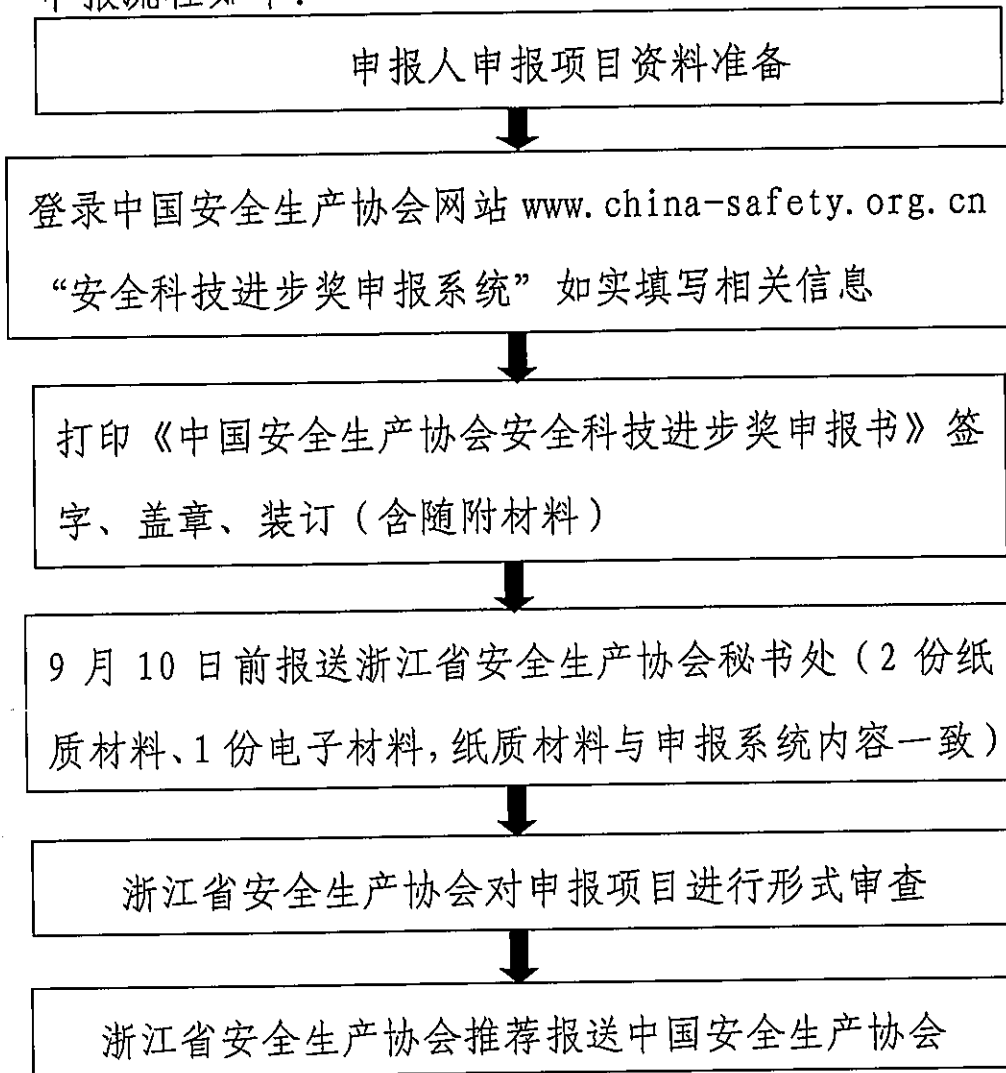 申报流程如下：
申报人申报项目资料准备
登录中国安全生产协会网站 www.china-safety.org.cn
“安全科技进步奖申报系统”如实填写相关信息
打印《中国安全生产协会安全科技进步奖申报书》签
字、盖章、装订（含随附材料）
9 月 10 日前报送浙江省安全生产协会秘书处（2 份纸
质材料、1 份电子材料,纸质材料与申报系统内容一致）
浙江省安全生产协会对申报项目进行形式审查
浙江省安全生产协会推荐报送中国安全生产协会